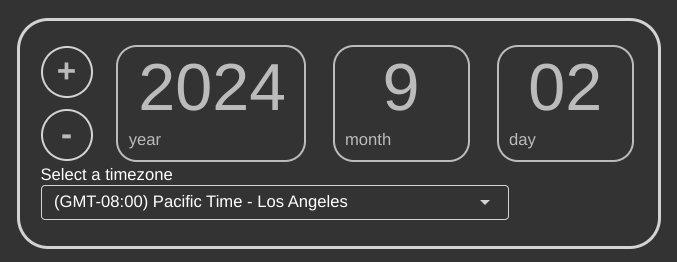 +
2024
9
02
-
year
month
day
Select a timezone
(GMT-08:00) Pacific Time - Los Angeles